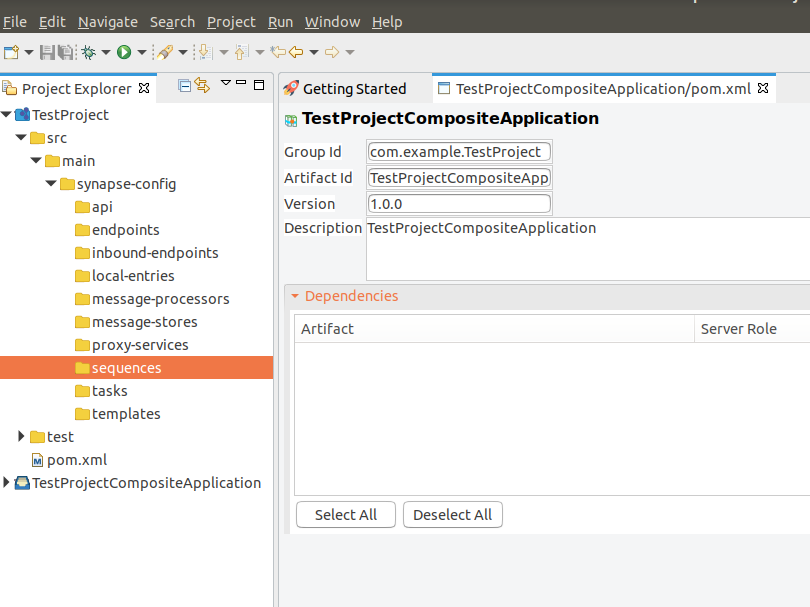 File Edit Navigate Search Project Run Window Help
Project Explorer
Getting Started
TestProjectCompositeApplication/pom.xml
TestProject
src
main
synapse-config
api
endpoints
inbound-endpoints
local-entries
message-processors
message-stores
proxy-services
sequences
tasks
templates
test
M pom.xml
TestProjectCompositeApplication
TestProjectCompositeApplication
Group Id com.example.TestProject
Artifact Id TestProjectCompositeApp
Version 1.0.0
Description TestProjectCompositeApplication
Dependencies
Artifact Server Role
Select All Deselect All